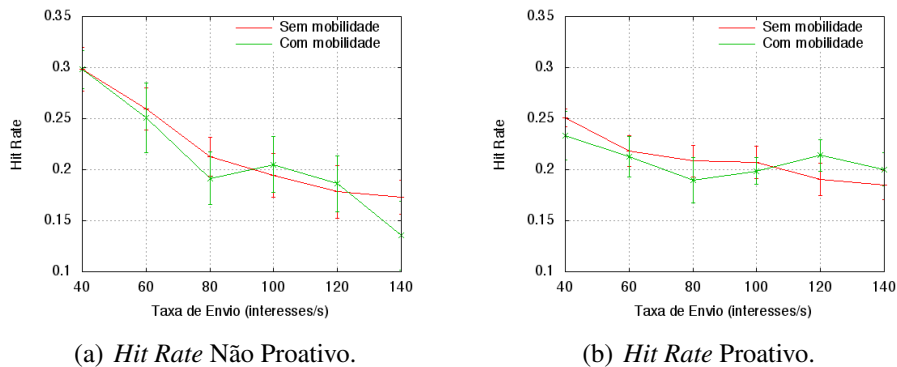 0.35
0.3
0.25
0.2
0.15
0.1
Hit Rate
Sem mobilidade
Com mobilidade
40 60 80 100 120 140
Taxa de Envio (interesses/s)
(a) Hit Rate Não Proativo.
0.35
0.3
0.25
0.2
0.15
0.1
Hit Rate
Sem mobilidade
Com mobilidade
40 60 80 100 120 140
Taxa de Envio (interesses/s)
(b) Hit Rate Proativo.